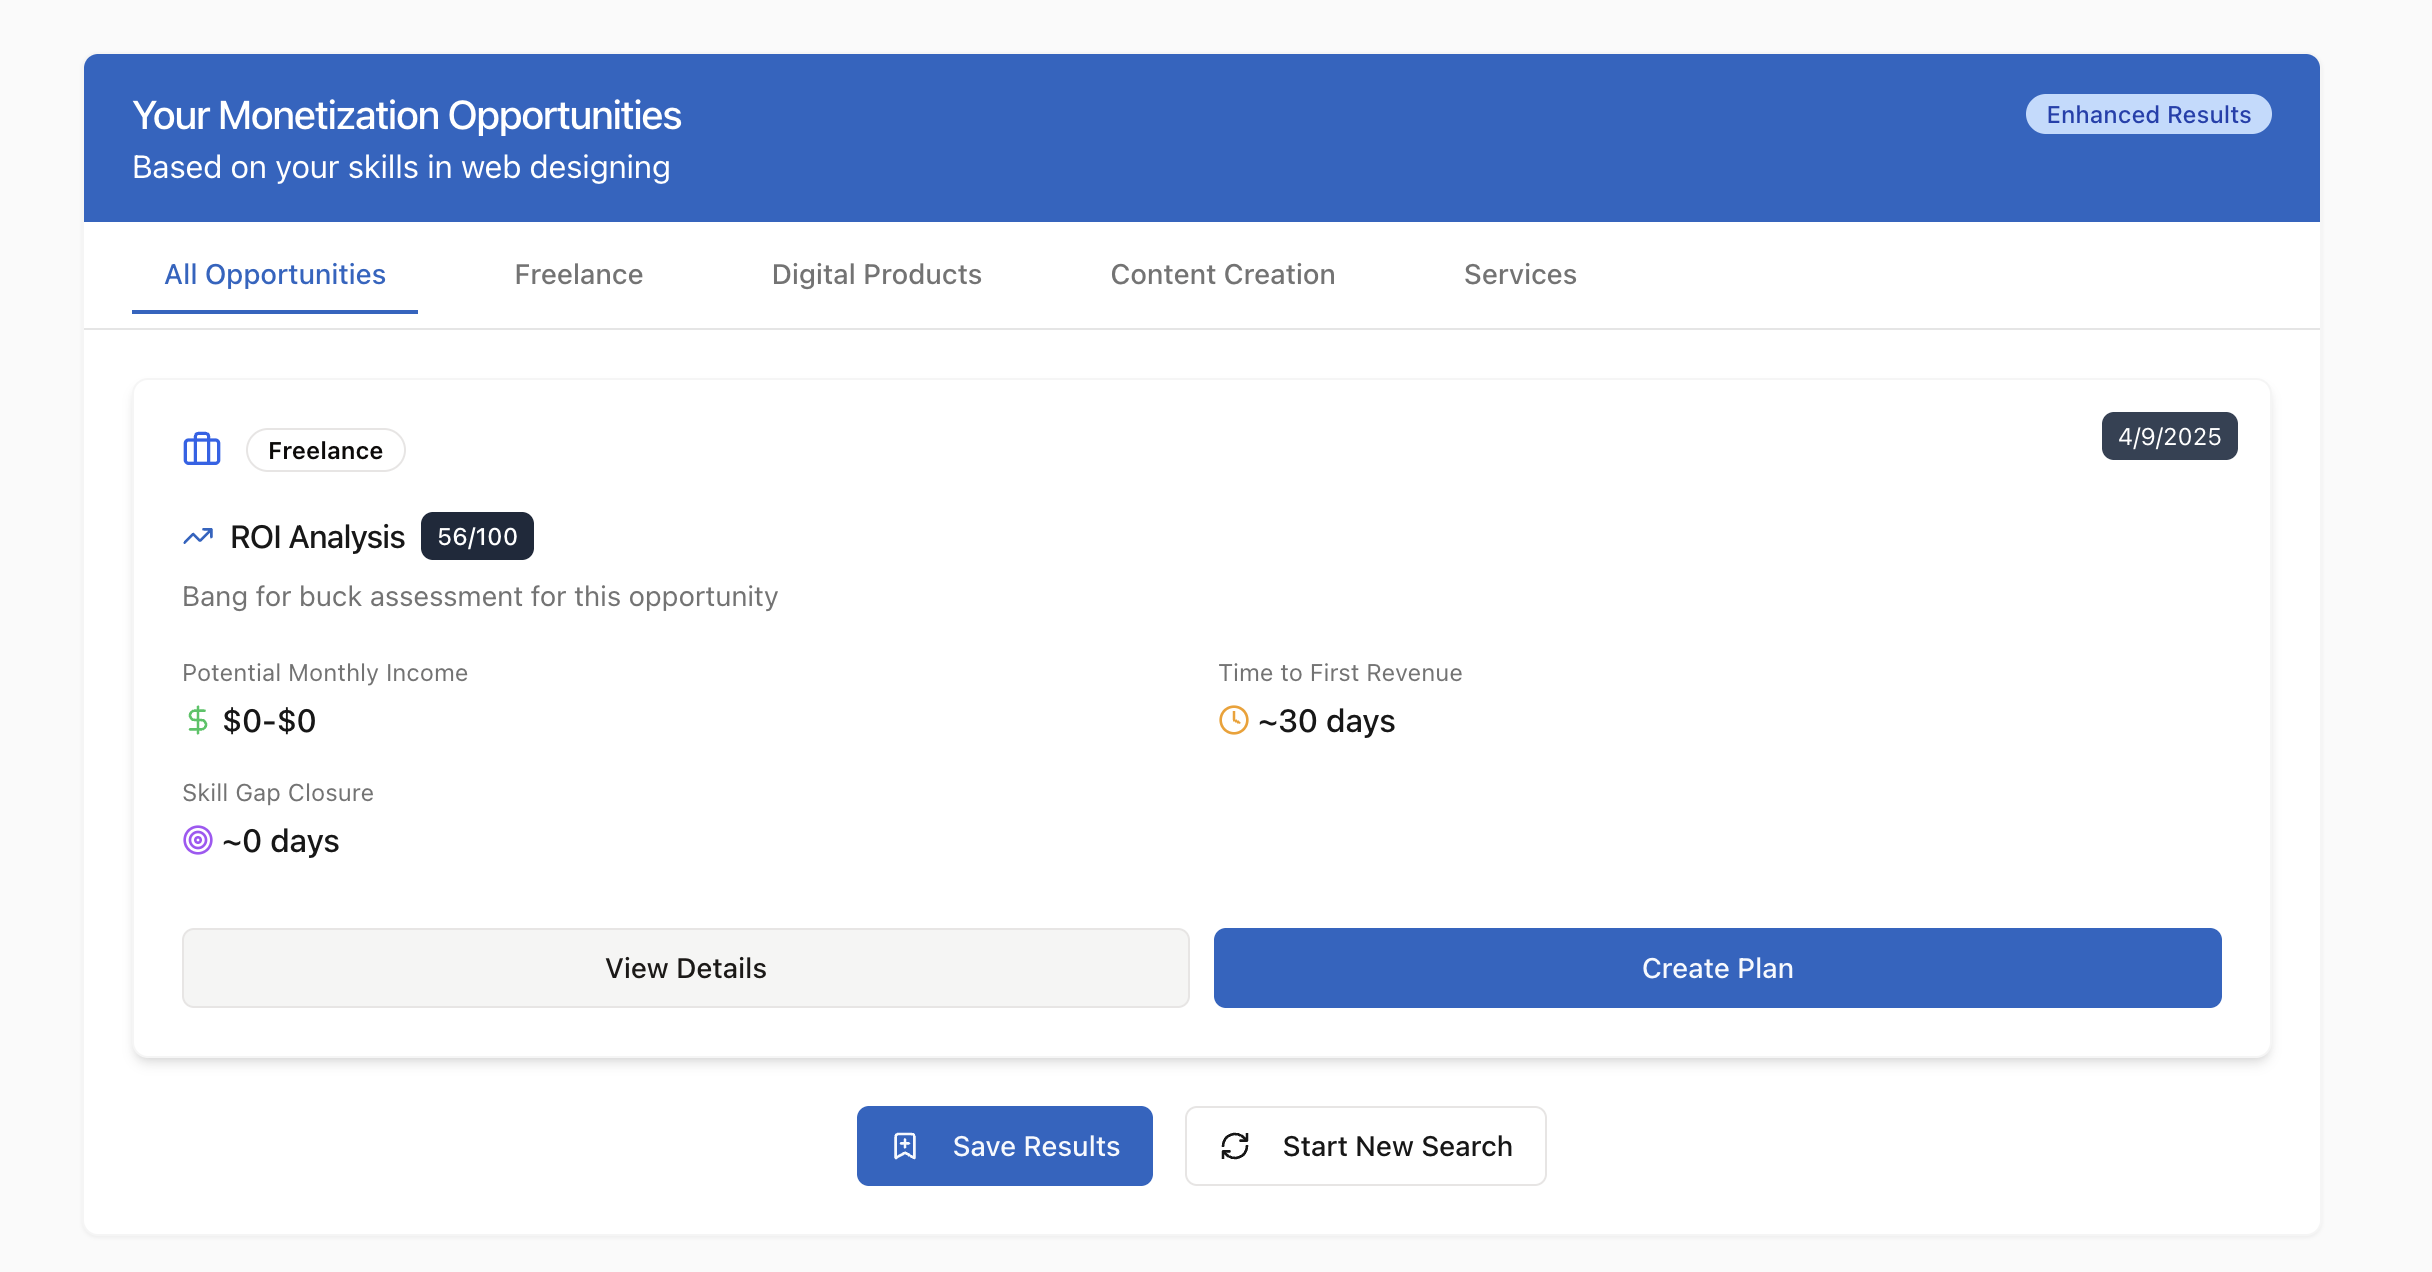 Your Monetization Opportunities
Enhanced Results
Based on your skills in web designing
All Opportunities
Freelance
Digital Products
Content Creation
Services
Freelance
4/9/2025
ROI Analysis
56/100
Bang for buck assessment for this opportunity
Potential Monthly Income
$0-$0
Time to First Revenue
~30 days
Skill Gap Closure
~0 days
View Details
Create Plan
Save Results
Start New Search